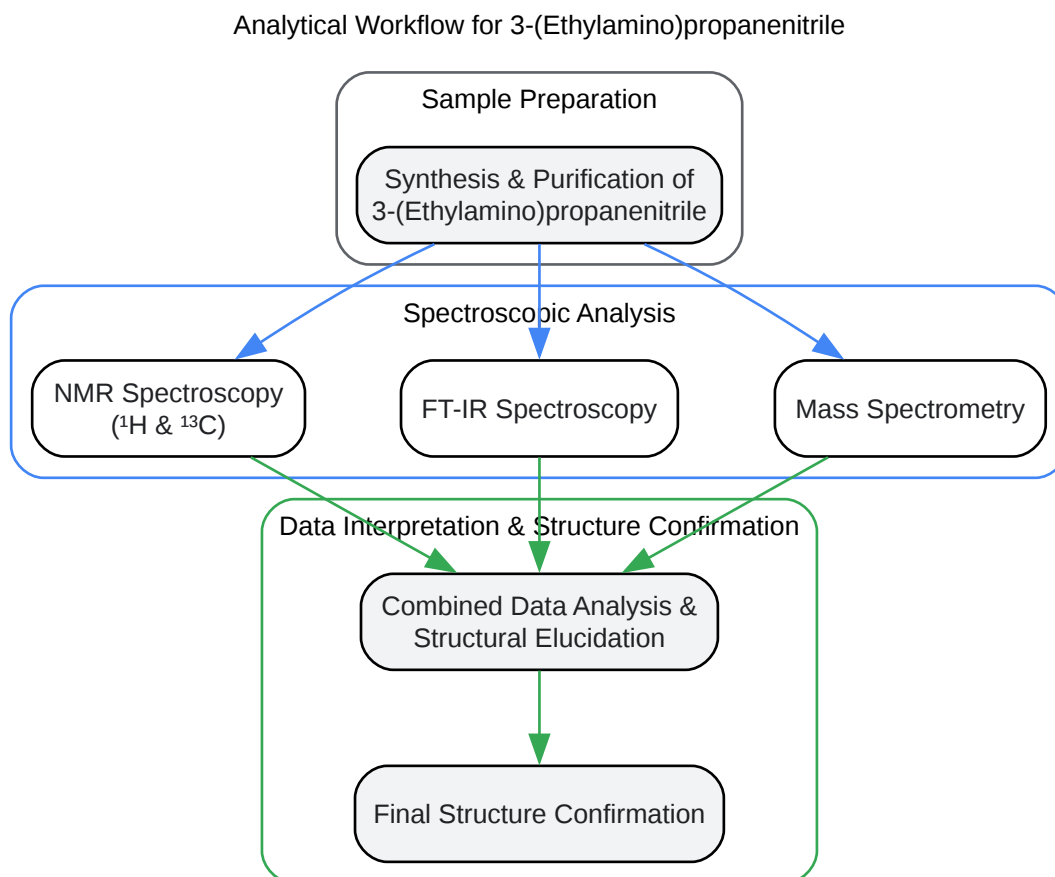 Analytical Workflow for 3-(Ethylamino)propanenitrile
Sample Preparation
Synthesis & Purification of
3-(Ethylamino)propanenitrile
Spectroscopic Analysis
NMR Spectroscopy
(¹H & ¹³C)
FT-IR Spectroscopy
Mass Spectrometry
Data Interpretation & Structure Confirmation
Combined Data Analysis &
Structural Elucidation
Final Structure Confirmation